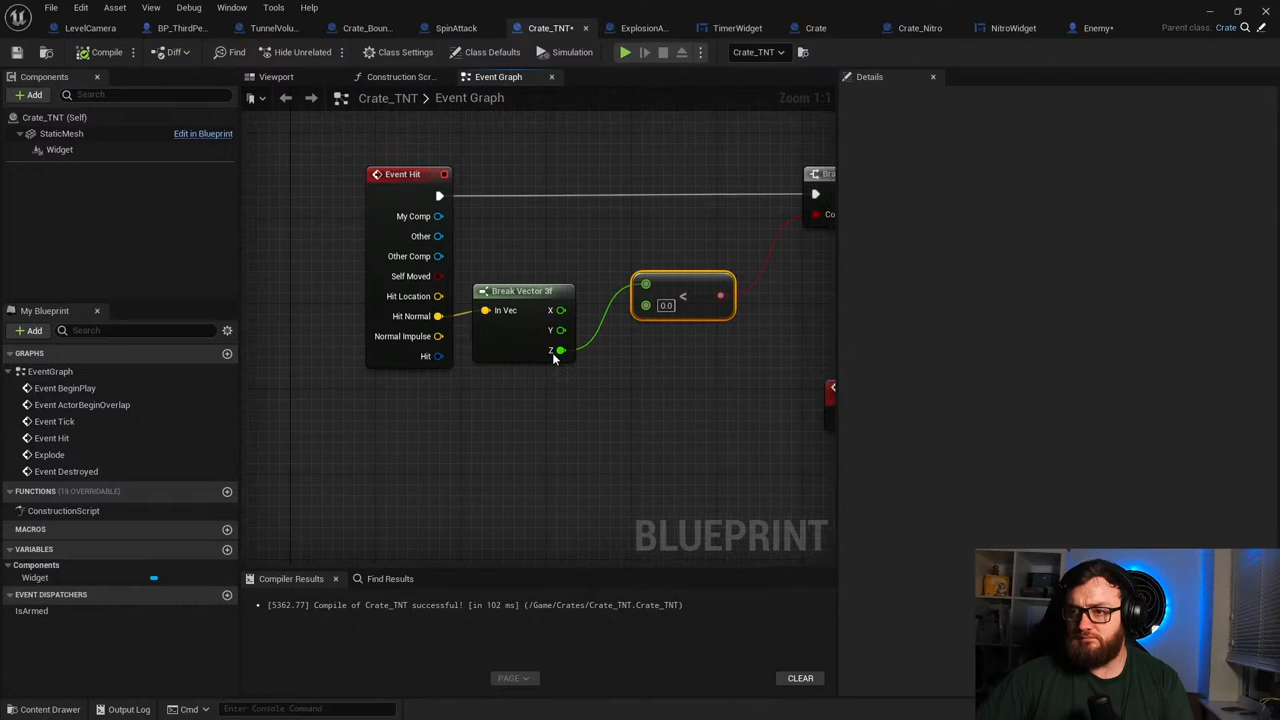 File Edit Asset View Debug Window Tools Help
LevelCamera BP_ThirdPe... TunnelVolu... Crate_Boun... SpinAttack Crate_TNT• ExplosionA... TimerWidget Crate Crate_Nitro NitroWidget Enemy• Parent class: Crate
Compile Diff Find Hide Unrelated Class Settings Class Defaults Simulation Crate_TNT
Components
Add Search
Crate_TNT (Self)
StaticMesh Edit in Blueprint
Widget
Viewport Construction Scr... Event Graph
Crate_TNT > Event Graph Zoom 1:1
Event Hit
My Comp
Other
Other Comp
Self Moved
Hit Location
Hit Normal
Normal Impulse
Hit
Break Vector 3f
In Vec X
Y
Z
<
0.0
Bra
Co
BLUEPRINT
Details
My Blueprint
Add Search
GRAPHS
EventGraph
Event BeginPlay
Event ActorBeginOverlap
Event Tick
Event Hit
Explode
Event Destroyed
FUNCTIONS (19 OVERRIDABLE)
ConstructionScript
MACROS
VARIABLES
Components
Widget
EVENT DISPATCHERS
IsArmed
Compiler Results Find Results
• [5362.77] Compile of Crate_TNT successful! [in 102 ms] (/Game/Crates/Crate_TNT.Crate_TNT)
PAGE CLEAR
Content Drawer Output Log Cmd Enter Console Command